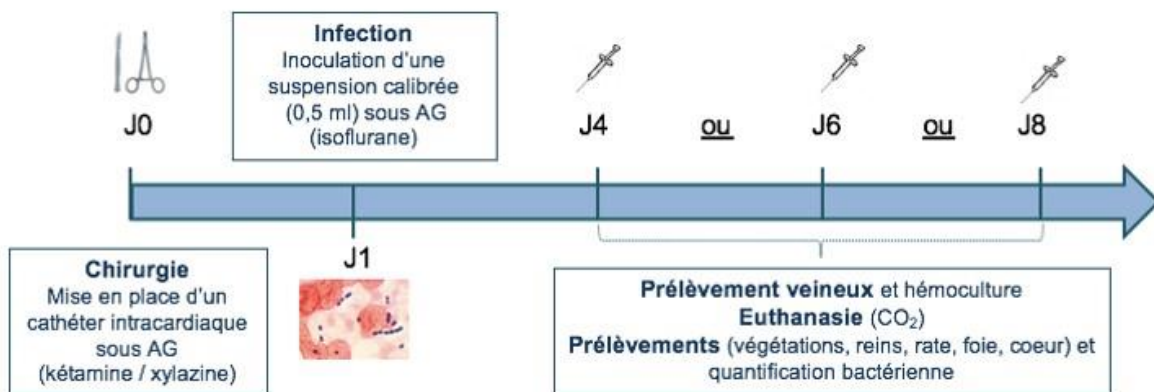 Infection
Inoculation d'une
suspension calibrée
(0,5 ml) sous AG
(isoflurane)
J0
J4
ou
J6
ou
J8
J1
Chirurgie
Mise en place d'un
cathéter intracardiaque
sous AG
(kétamine / xylazine)
Prélèvement veineux et hémoculture
Euthanasie (CO₂)
Prélèvements (végétations, reins, rate, foie, coeur) et
quantification bactérienne